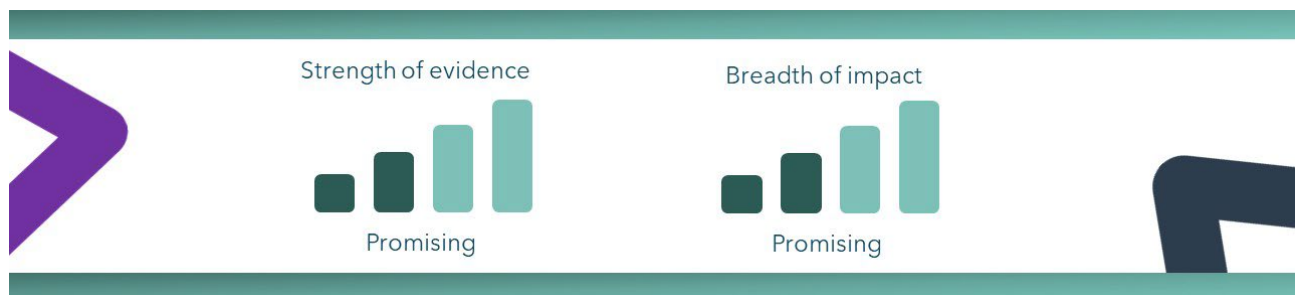 Strength of evidence
Promising
Breadth of impact
Promising